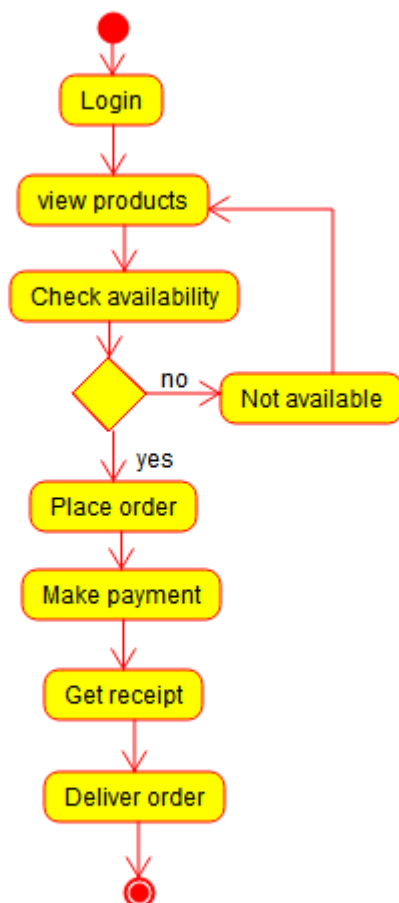 Login
view products
Check availability
no
Not available
yes
Place order
Make payment
Get receipt
Deliver order